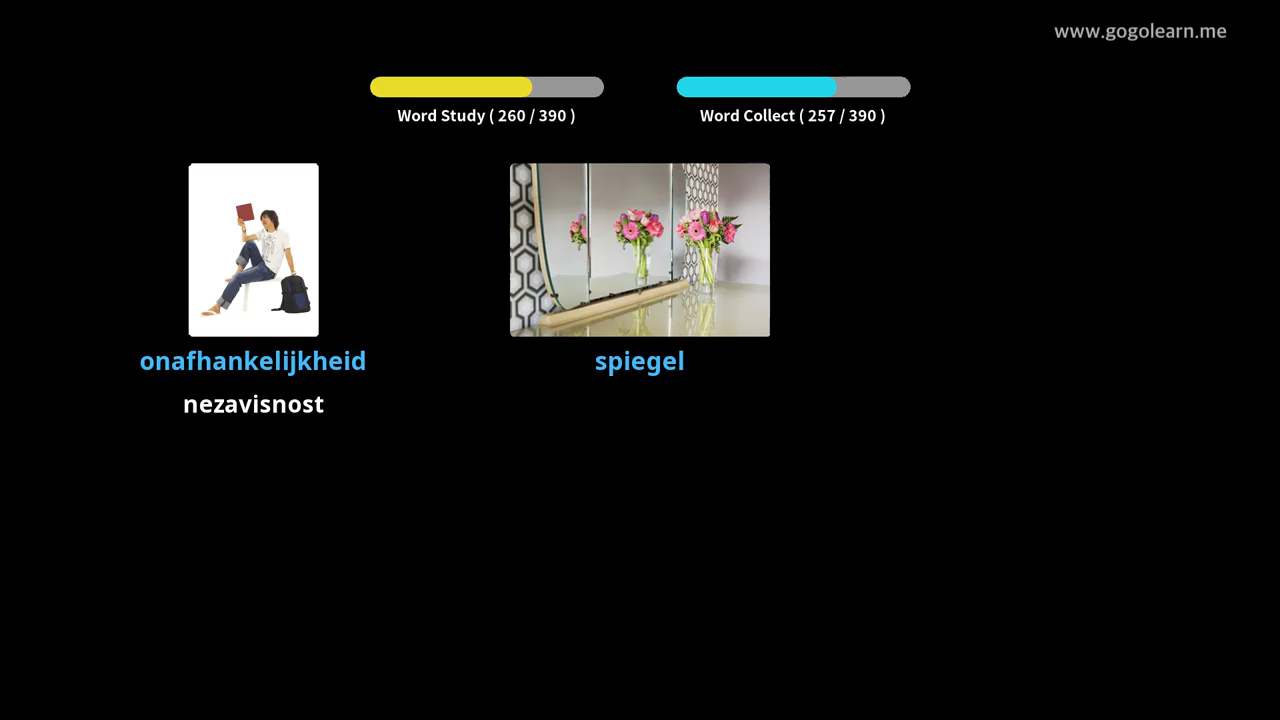 www.gogolearn.me
Word Study ( 260 / 390 )
Word Collect ( 257 / 390 )
onafhankelijkheid
spiegel
nezavisnost